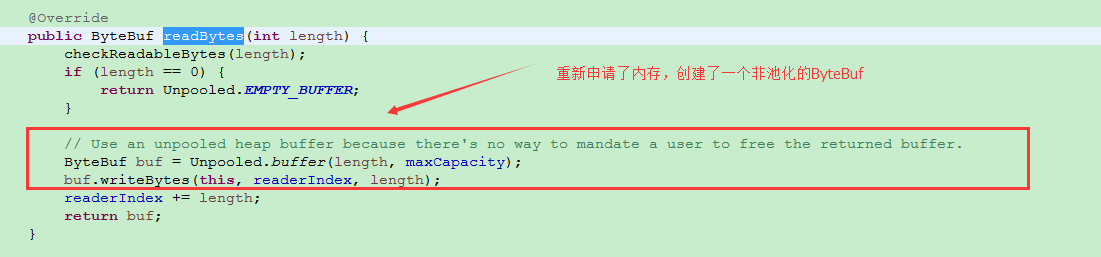 @Override
public ByteBuf readBytes(int length) {
checkReadableBytes(length);
if (length == 0) {
return Unpooled.EMPTY_BUFFER;
}
重新申请了内存，创建了一个非池化的ByteBuf
// Use an unpooled heap buffer because there's no way to mandate a user to free the returned buffer.
ByteBuf buf = Unpooled.buffer(length, maxCapacity);
buf.writeBytes(this, readerIndex, length);
readerIndex += length;
return buf;
}